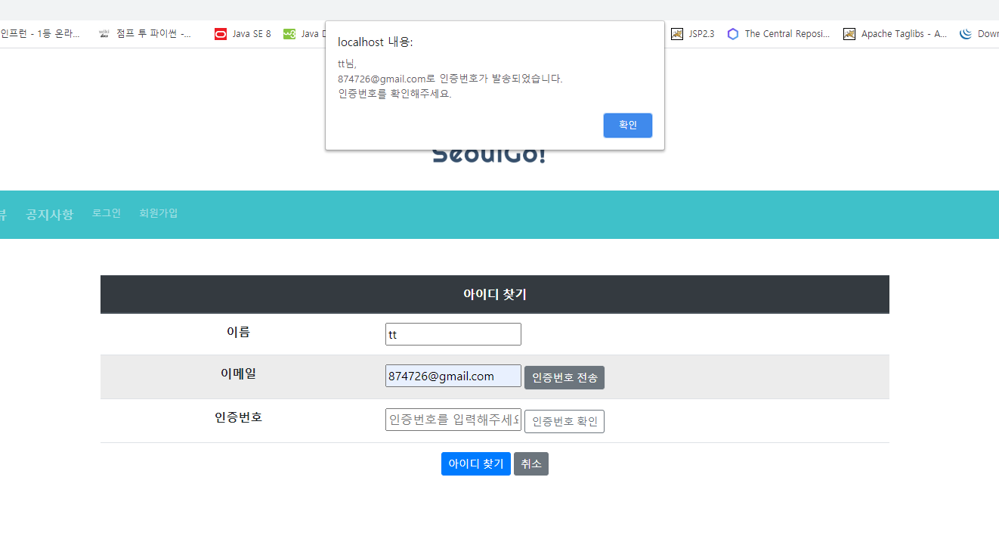 인프런 - 1등 온라... 점프 투 파이썬 -... Java SE 8 Java JSP2.3 The Central Reposi... Apache Taglibs - A... Down
localhost 내용:
tt님,
874726@gmail.com로 인증번호가 발송되었습니다.
인증번호를 확인해주세요.
확인
SeoulGo!
공지사항 로그인 회원가입
아이디 찾기
이름 tt
이메일 874726@gmail.com 인증번호 전송
인증번호 인증번호를 입력해주세요 인증번호 확인
아이디 찾기 취소